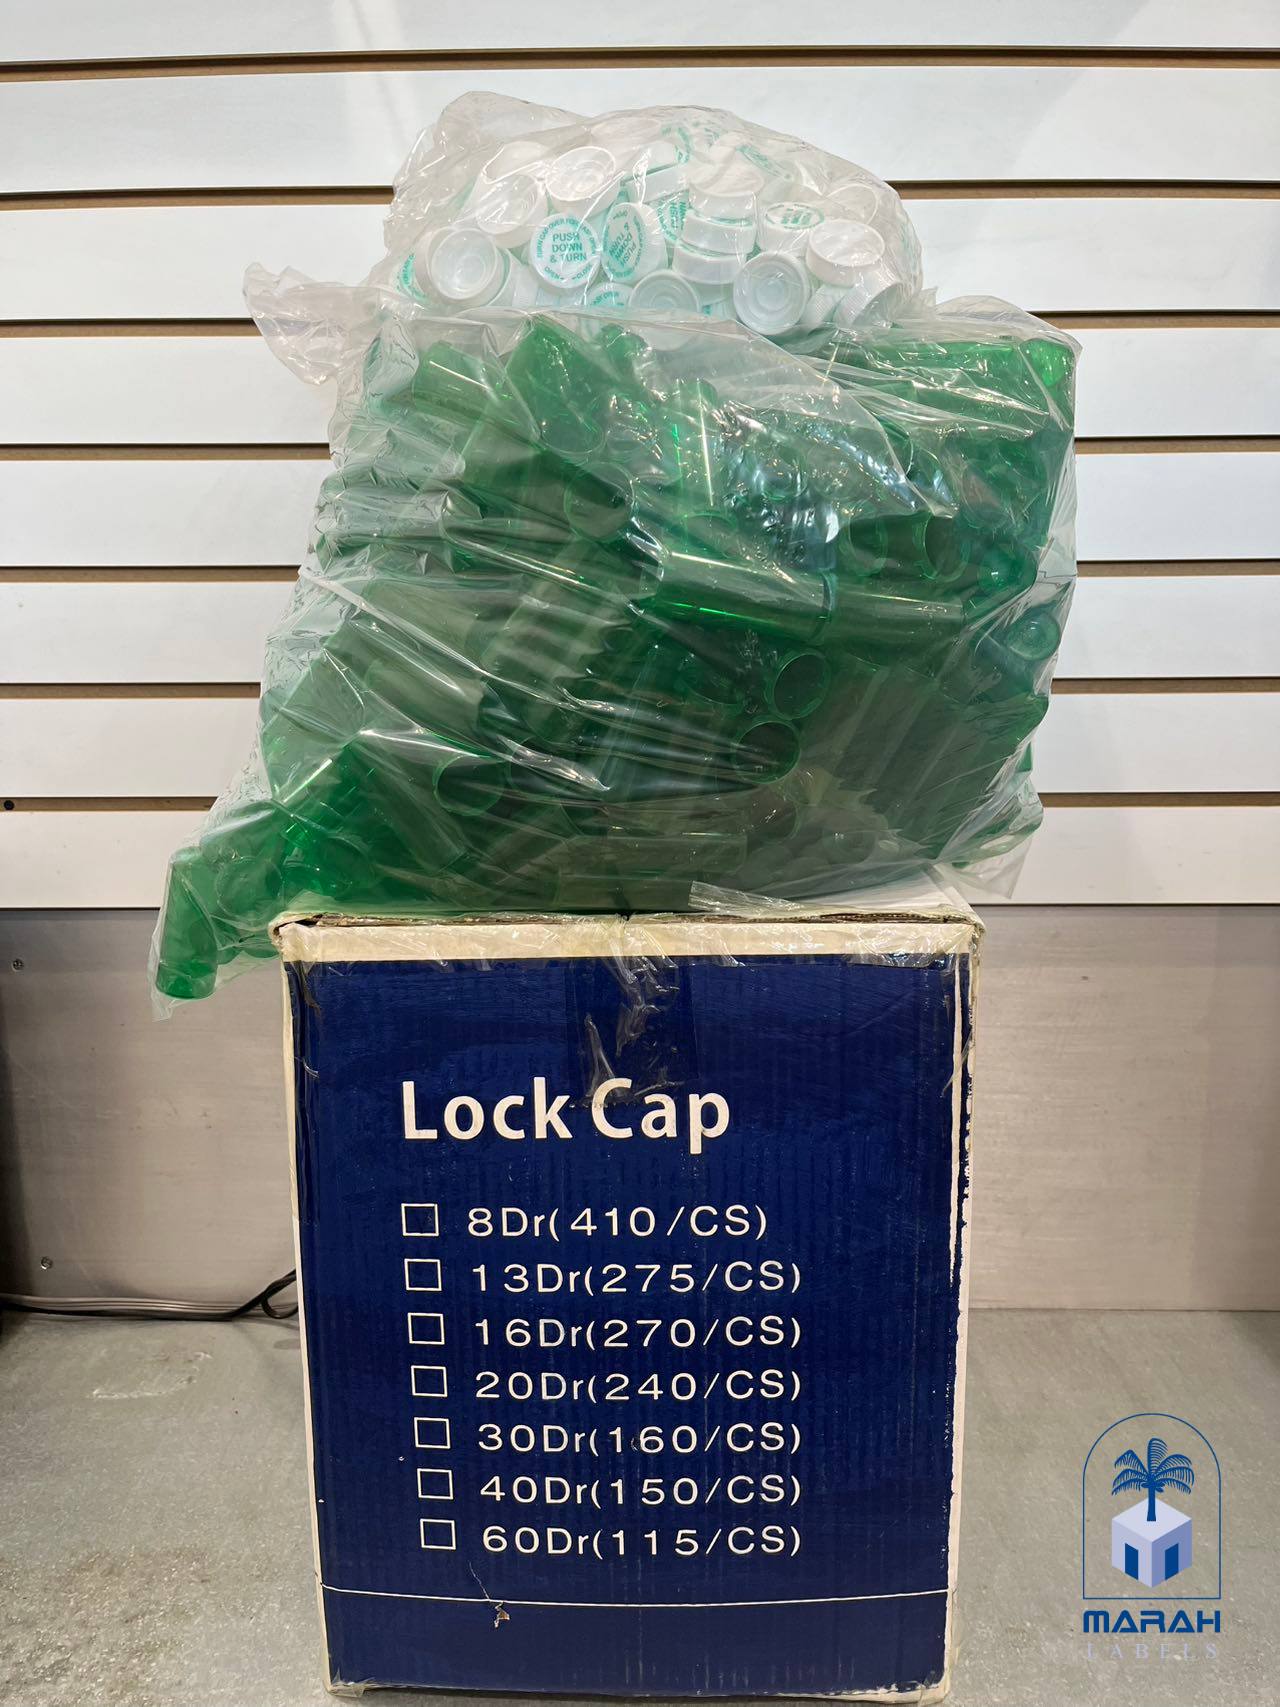 PUSH
DOWN
& TURN
Lock Cap
8Dr(410/CS)
13Dr(275/CS)
16Dr(270/CS)
20Dr(240/CS)
30Dr(160/CS)
40Dr(150/CS)
60Dr(115/CS)
MARAH
LABELS